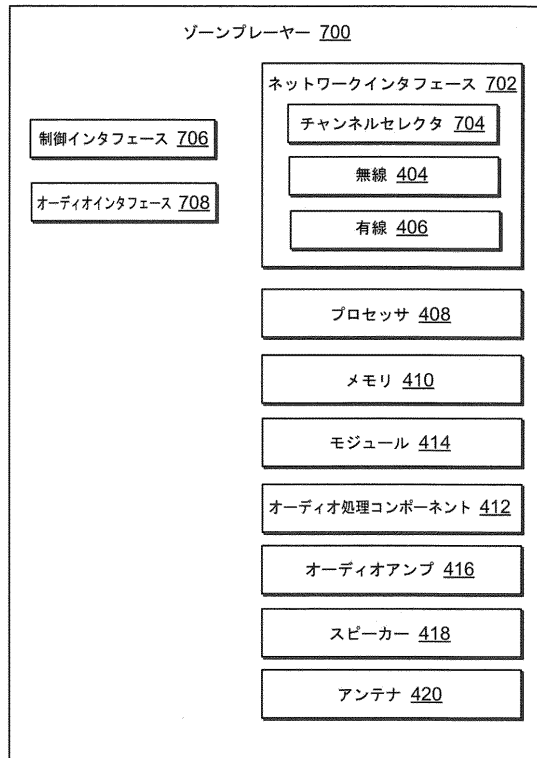 ゾーンプレーヤー 700
ネットワークインタフェース 702
チャンネルセレクタ 704
無線 404
有線 406
制御インタフェース 706
オーディオインタフェース 708
プロセッサ 408
メモリ 410
モジュール 414
オーディオ処理コンポーネント 412
オーディオアンプ 416
スピーカー 418
アンテナ 420